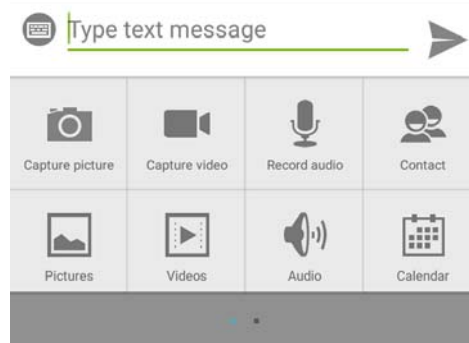 Type text message
Capture picture Capture video Record audio Contact
Pictures Videos Audio Calendar